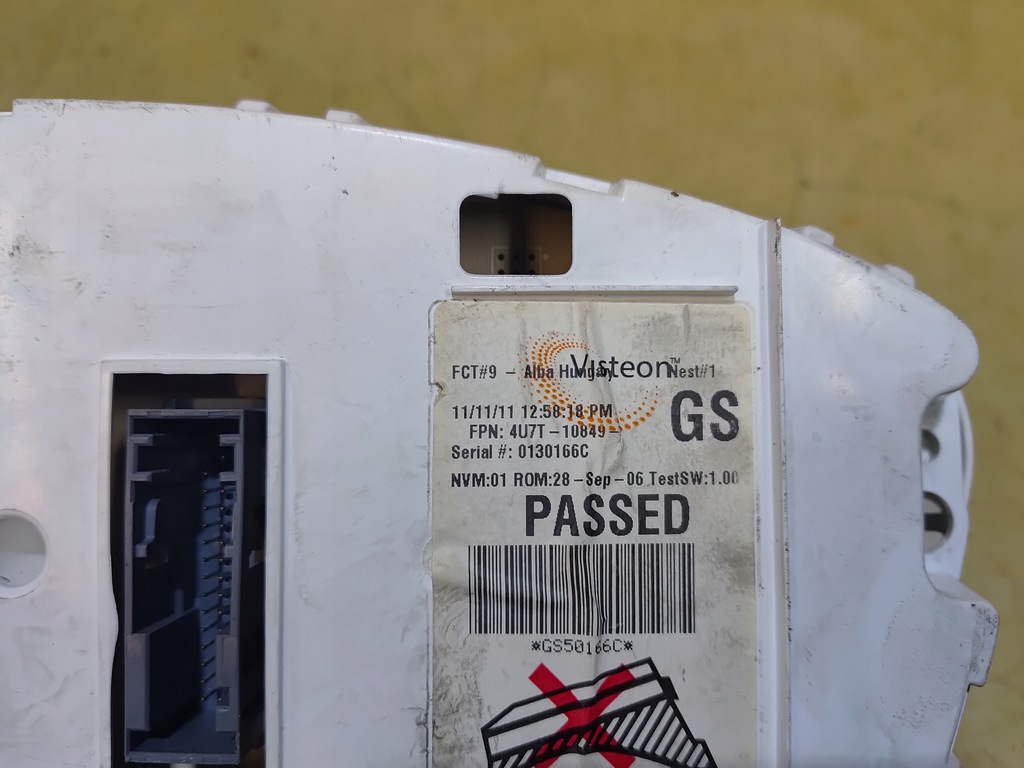 Visteon™
FCT#9 - Alba Hungary Nest#1
11/11/11 12:58:18 PM
GS
FPN: 4U7T-10849-
Serial #: 0130166C
NVM:01 ROM:28-Sep-06 TestSW:1.00
PASSED
*GS50166C*